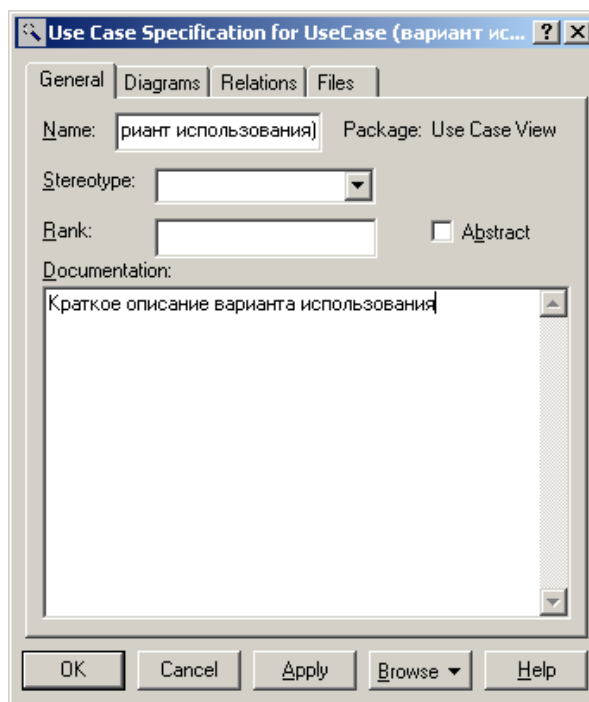 Use Case Specification for UseCase (вариант ис...
General Diagrams Relations Files
Name: риант использования) Package: Use Case View
Stereotype:
Rank: Abstract
Documentation:
Краткое описание варианта использования
OK Cancel Apply Browse Help